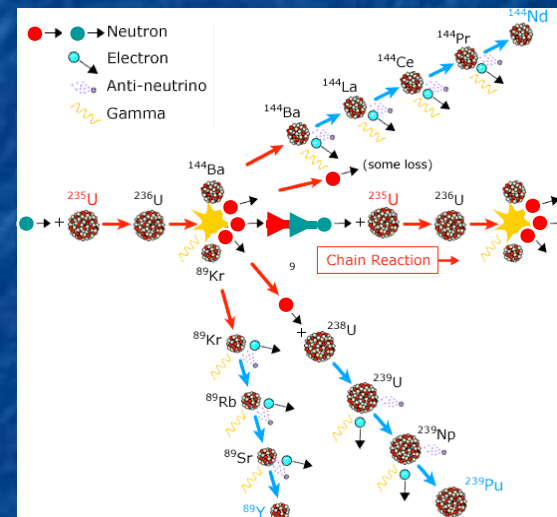 Neutron
Electron
Anti-neutrino
Gamma
¹⁴⁴Nd
¹⁴⁴Pr
¹⁴⁴Ce
¹⁴⁴La
¹⁴⁴Ba
¹⁴⁴Ba
(some loss)
²³⁵U
²³⁶U
²³⁵U
²³⁶U
+
+
⁸⁹Kr
9
Chain Reaction
+
²³⁸U
⁸⁹Kr
²³⁹U
⁸⁹Rb
²³⁹Np
⁸⁹Sr
²³⁹Pu
⁸⁹Y